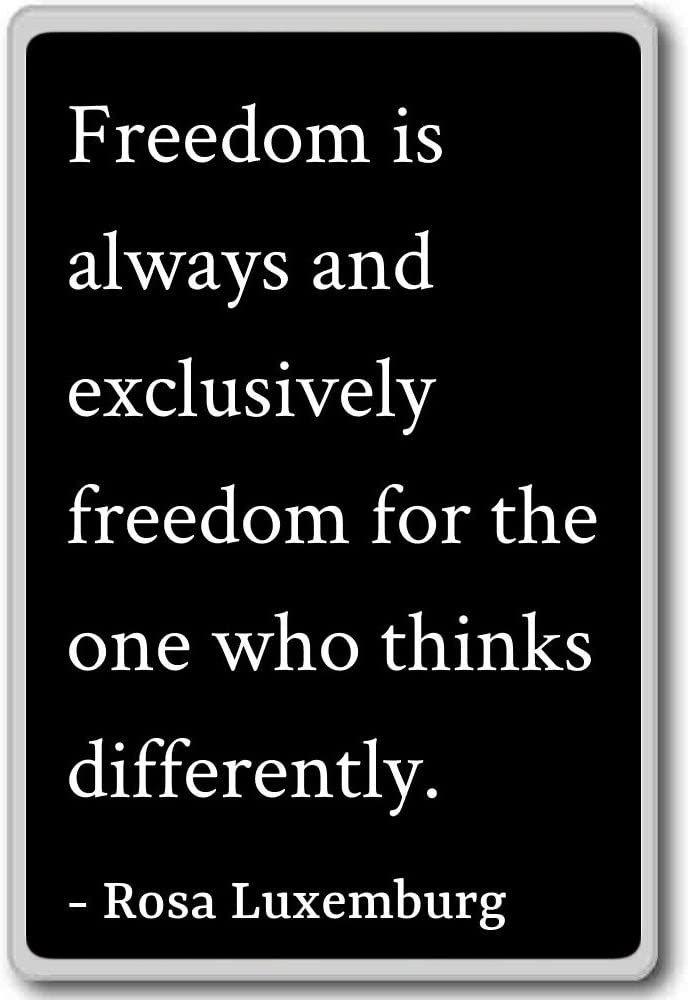 Freedom is
always and
exclusively
freedom for the
one who thinks
differently.
- Rosa Luxemburg